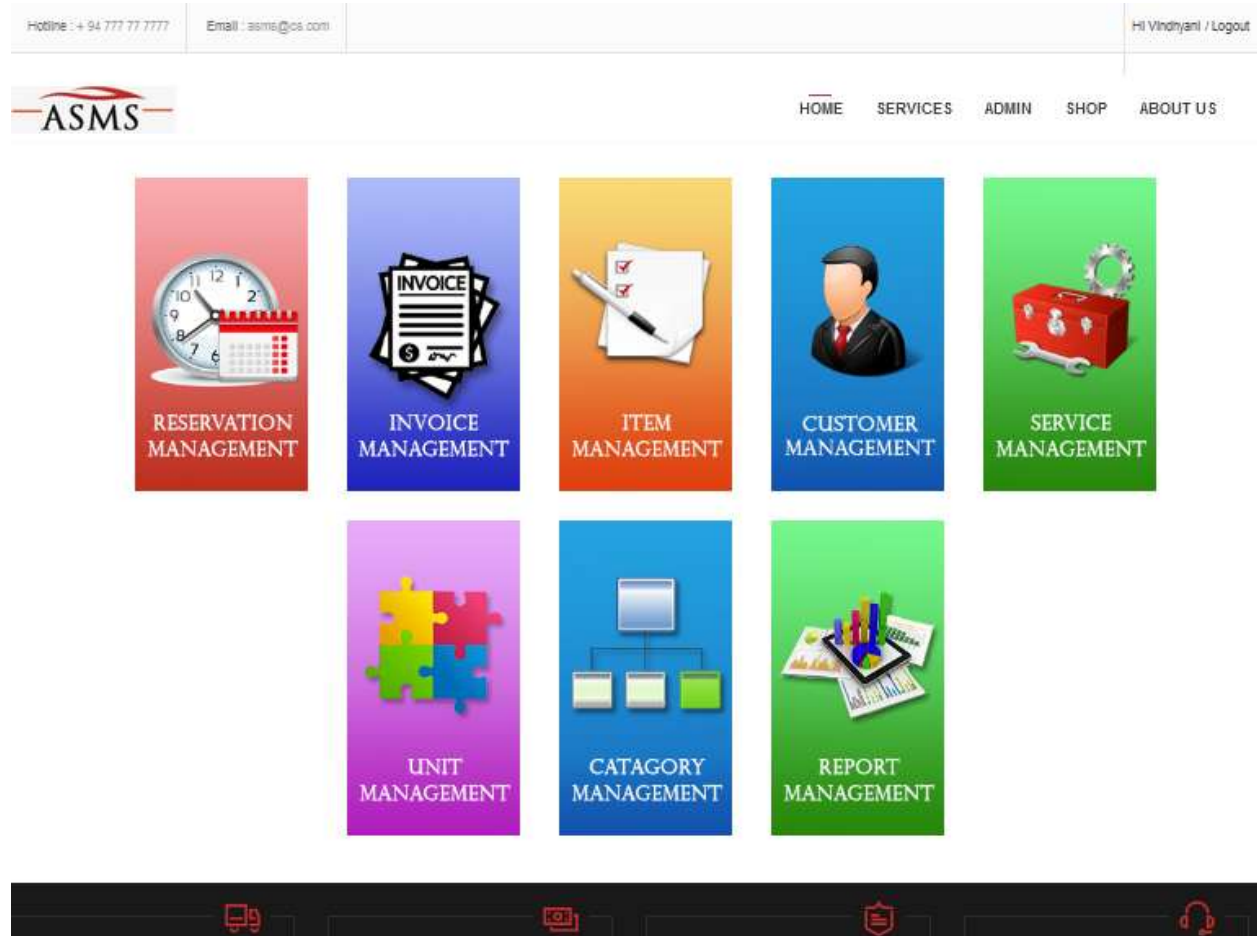 Hotline : + 94 777 77 7777
Email : asms@cs.com
Hi Vindhyani / Logout
ASMS
HOME SERVICES ADMIN SHOP ABOUT US
INVOICE
RESERVATION
MANAGEMENT
INVOICE
MANAGEMENT
ITEM
MANAGEMENT
CUSTOMER
MANAGEMENT
SERVICE
MANAGEMENT
UNIT
MANAGEMENT
CATAGORY
MANAGEMENT
REPORT
MANAGEMENT